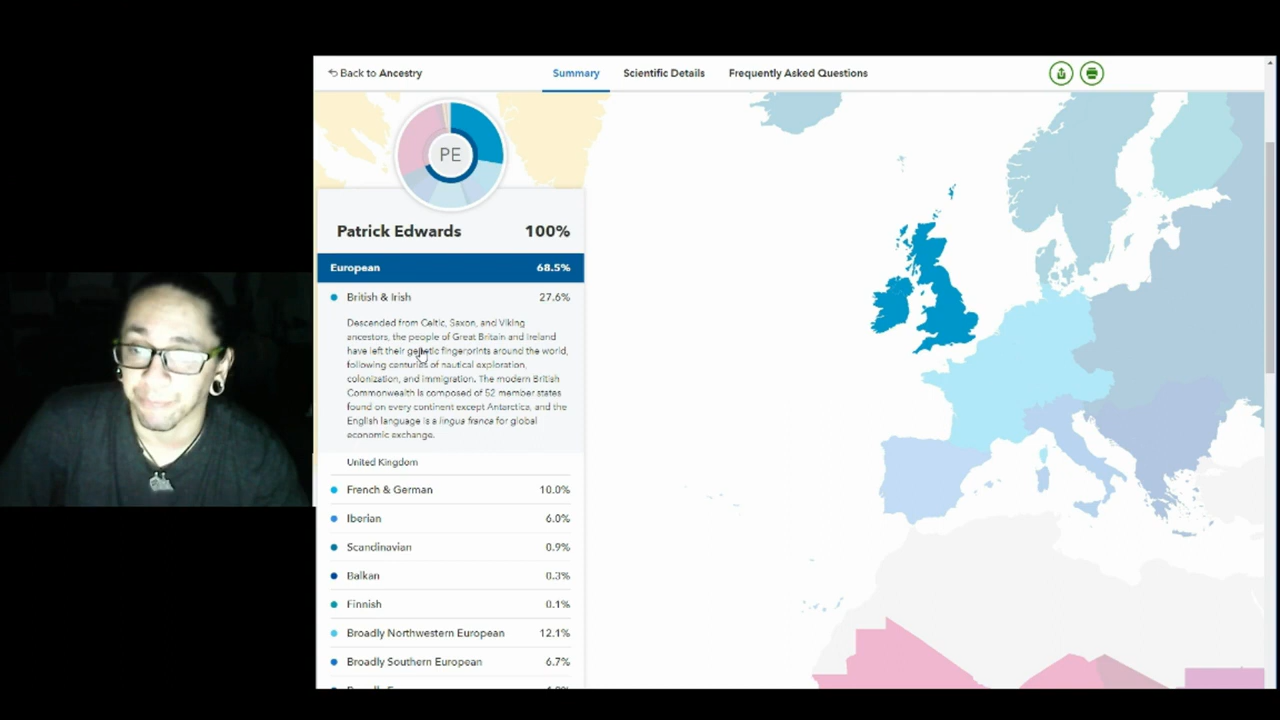 Back to Ancestry
Summary
Scientific Details
Frequently Asked Questions
PE
Patrick Edwards 100%
European 68.5%
British & Irish 27.6%
Descended from Celtic, Saxon, and Viking
ancestors, the people of Great Britain and Ireland
have left their genetic fingerprints around the world,
following centuries of nautical exploration,
colonization, and immigration. The modern British
Commonwealth is composed of 52 member states
found on every continent except Antarctica, and the
English language is a lingua franca for global
economic exchange.
United Kingdom
French & German 10.0%
Iberian 6.0%
Scandinavian 0.9%
Balkan 0.3%
Finnish 0.1%
Broadly Northwestern European 12.1%
Broadly Southern European 6.7%